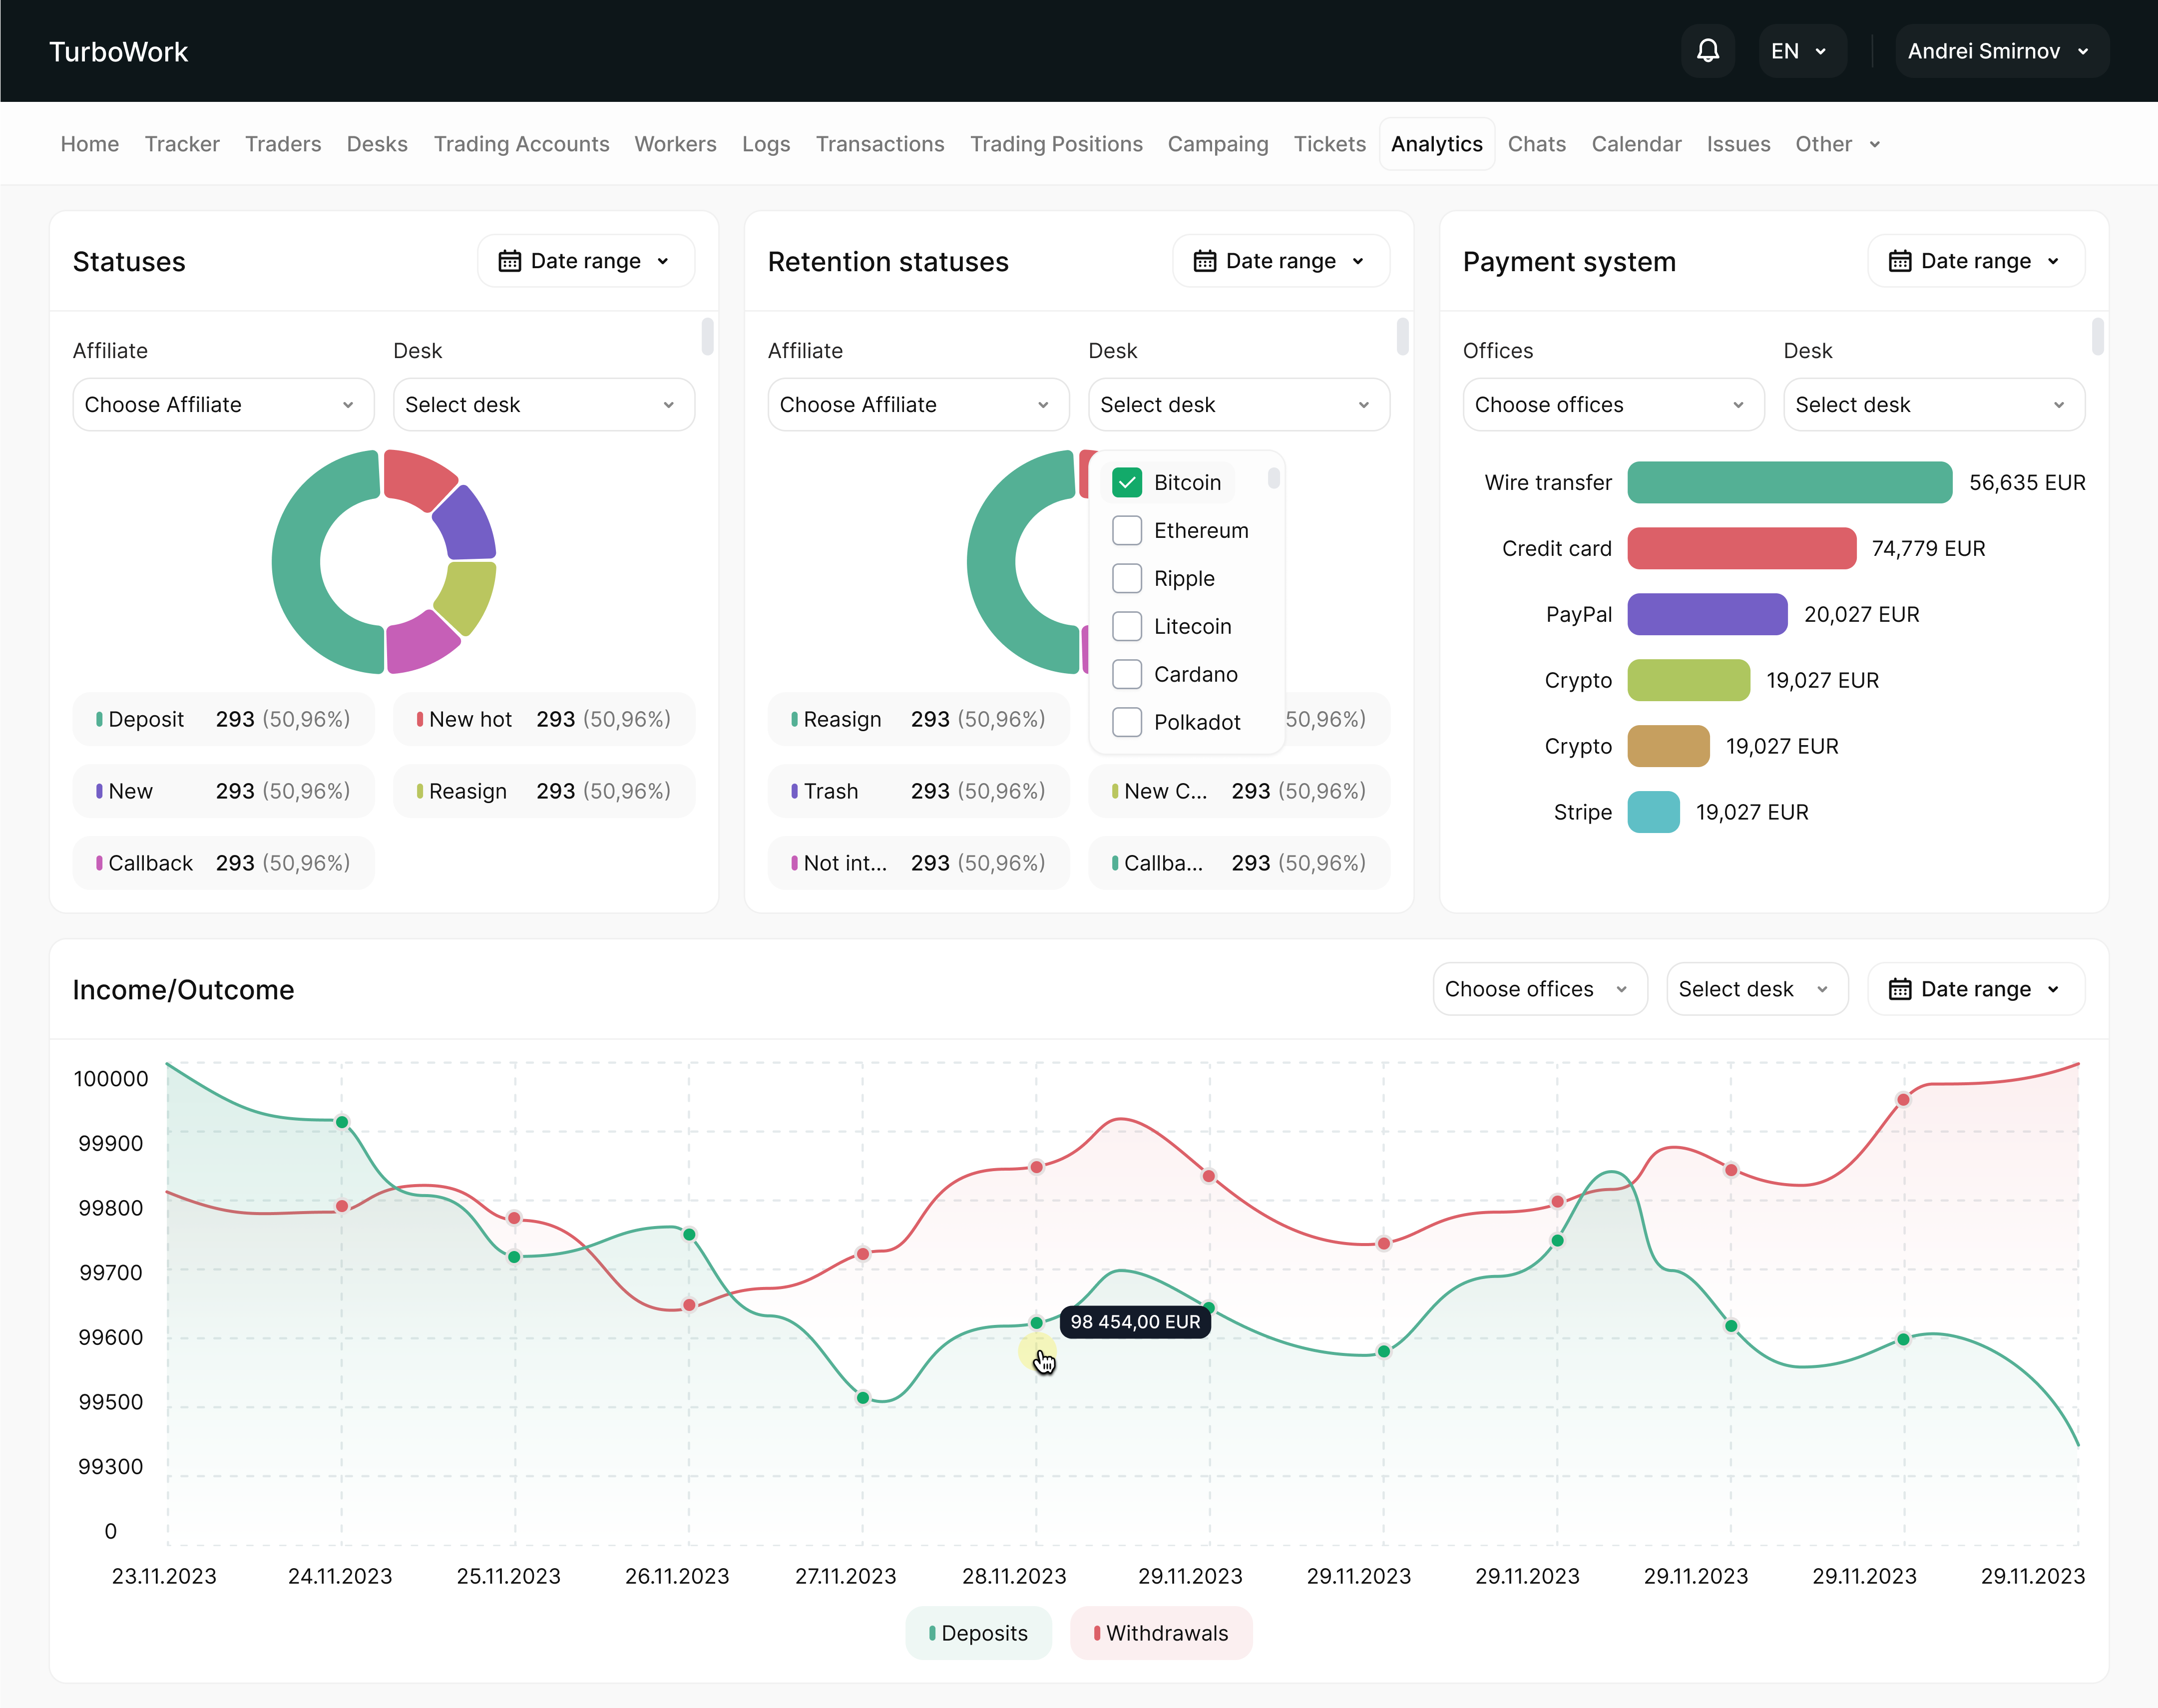 TurboWork
EN
Andrei Smirnov
Home Tracker Traders Desks Trading Accounts Workers Logs Transactions Trading Positions Campaing Tickets Analytics Chats Calendar Issues Other
Statuses
Date range
Affiliate Desk
Choose Affiliate Select desk
Deposit 293 (50,96%) New hot 293 (50,96%)
New 293 (50,96%) Reasign 293 (50,96%)
Callback 293 (50,96%)
Retention statuses
Date range
Affiliate Desk
Choose Affiliate Select desk
Bitcoin
Ethereum
Ripple
Litecoin
Cardano
Polkadot
Reasign 293 (50,96%) 50,96%)
Trash 293 (50,96%) New C... 293 (50,96%)
Not int... 293 (50,96%) Callba... 293 (50,96%)
Payment system
Date range
Offices Desk
Choose offices Select desk
Wire transfer 56,635 EUR
Credit card 74,779 EUR
PayPal 20,027 EUR
Crypto 19,027 EUR
Crypto 19,027 EUR
Stripe 19,027 EUR
Income/Outcome
Choose offices Select desk Date range
100000
99900
99800
99700
99600
99500
99300
0
98 454,00 EUR
23.11.2023 24.11.2023 25.11.2023 26.11.2023 27.11.2023 28.11.2023 29.11.2023 29.11.2023 29.11.2023 29.11.2023 29.11.2023 29.11.2023
Deposits Withdrawals